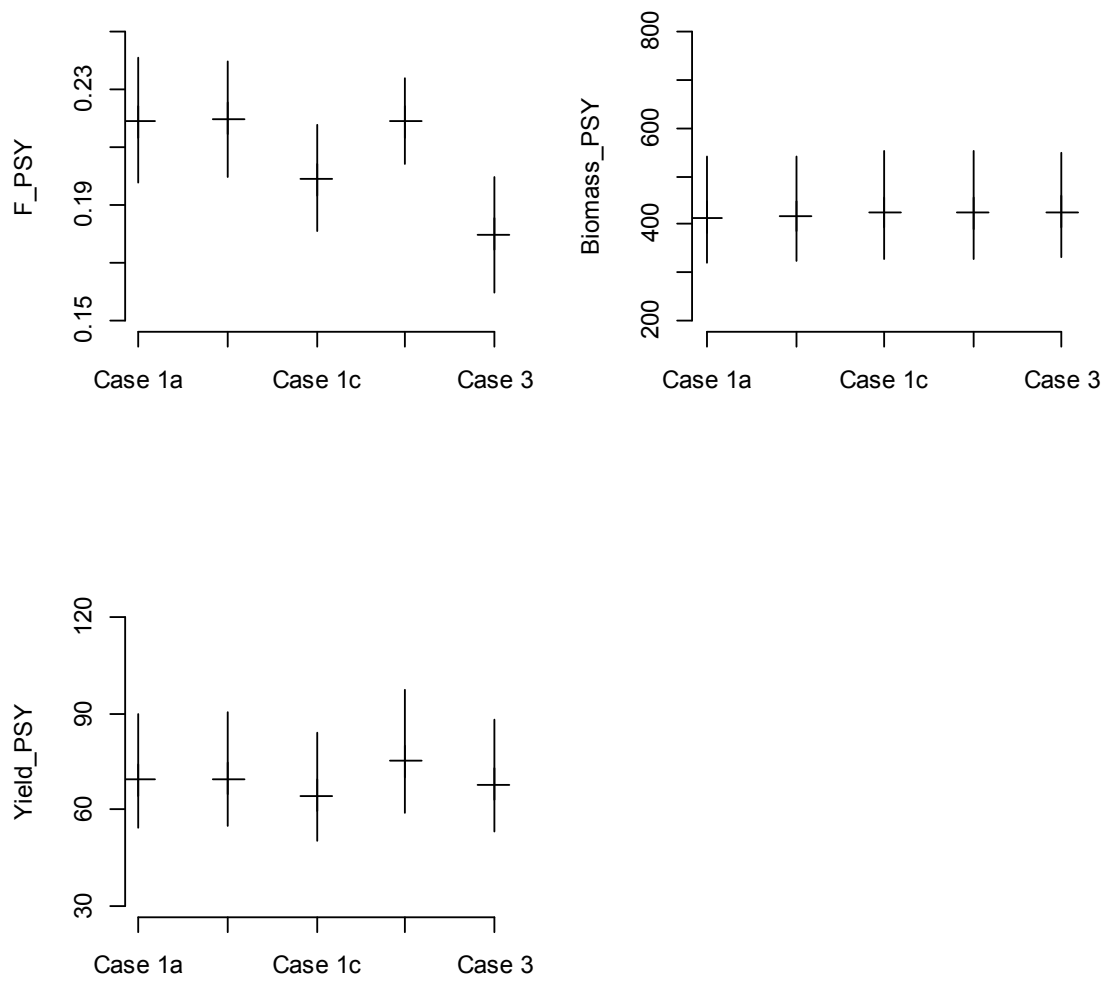 F_PSY
0.23
0.19
0.15
Case 1a
Case 1c
Case 3
Biomass_PSY
800
600
400
200
Case 1a
Case 1c
Case 3
Yield_PSY
120
90
60
30
Case 1a
Case 1c
Case 3